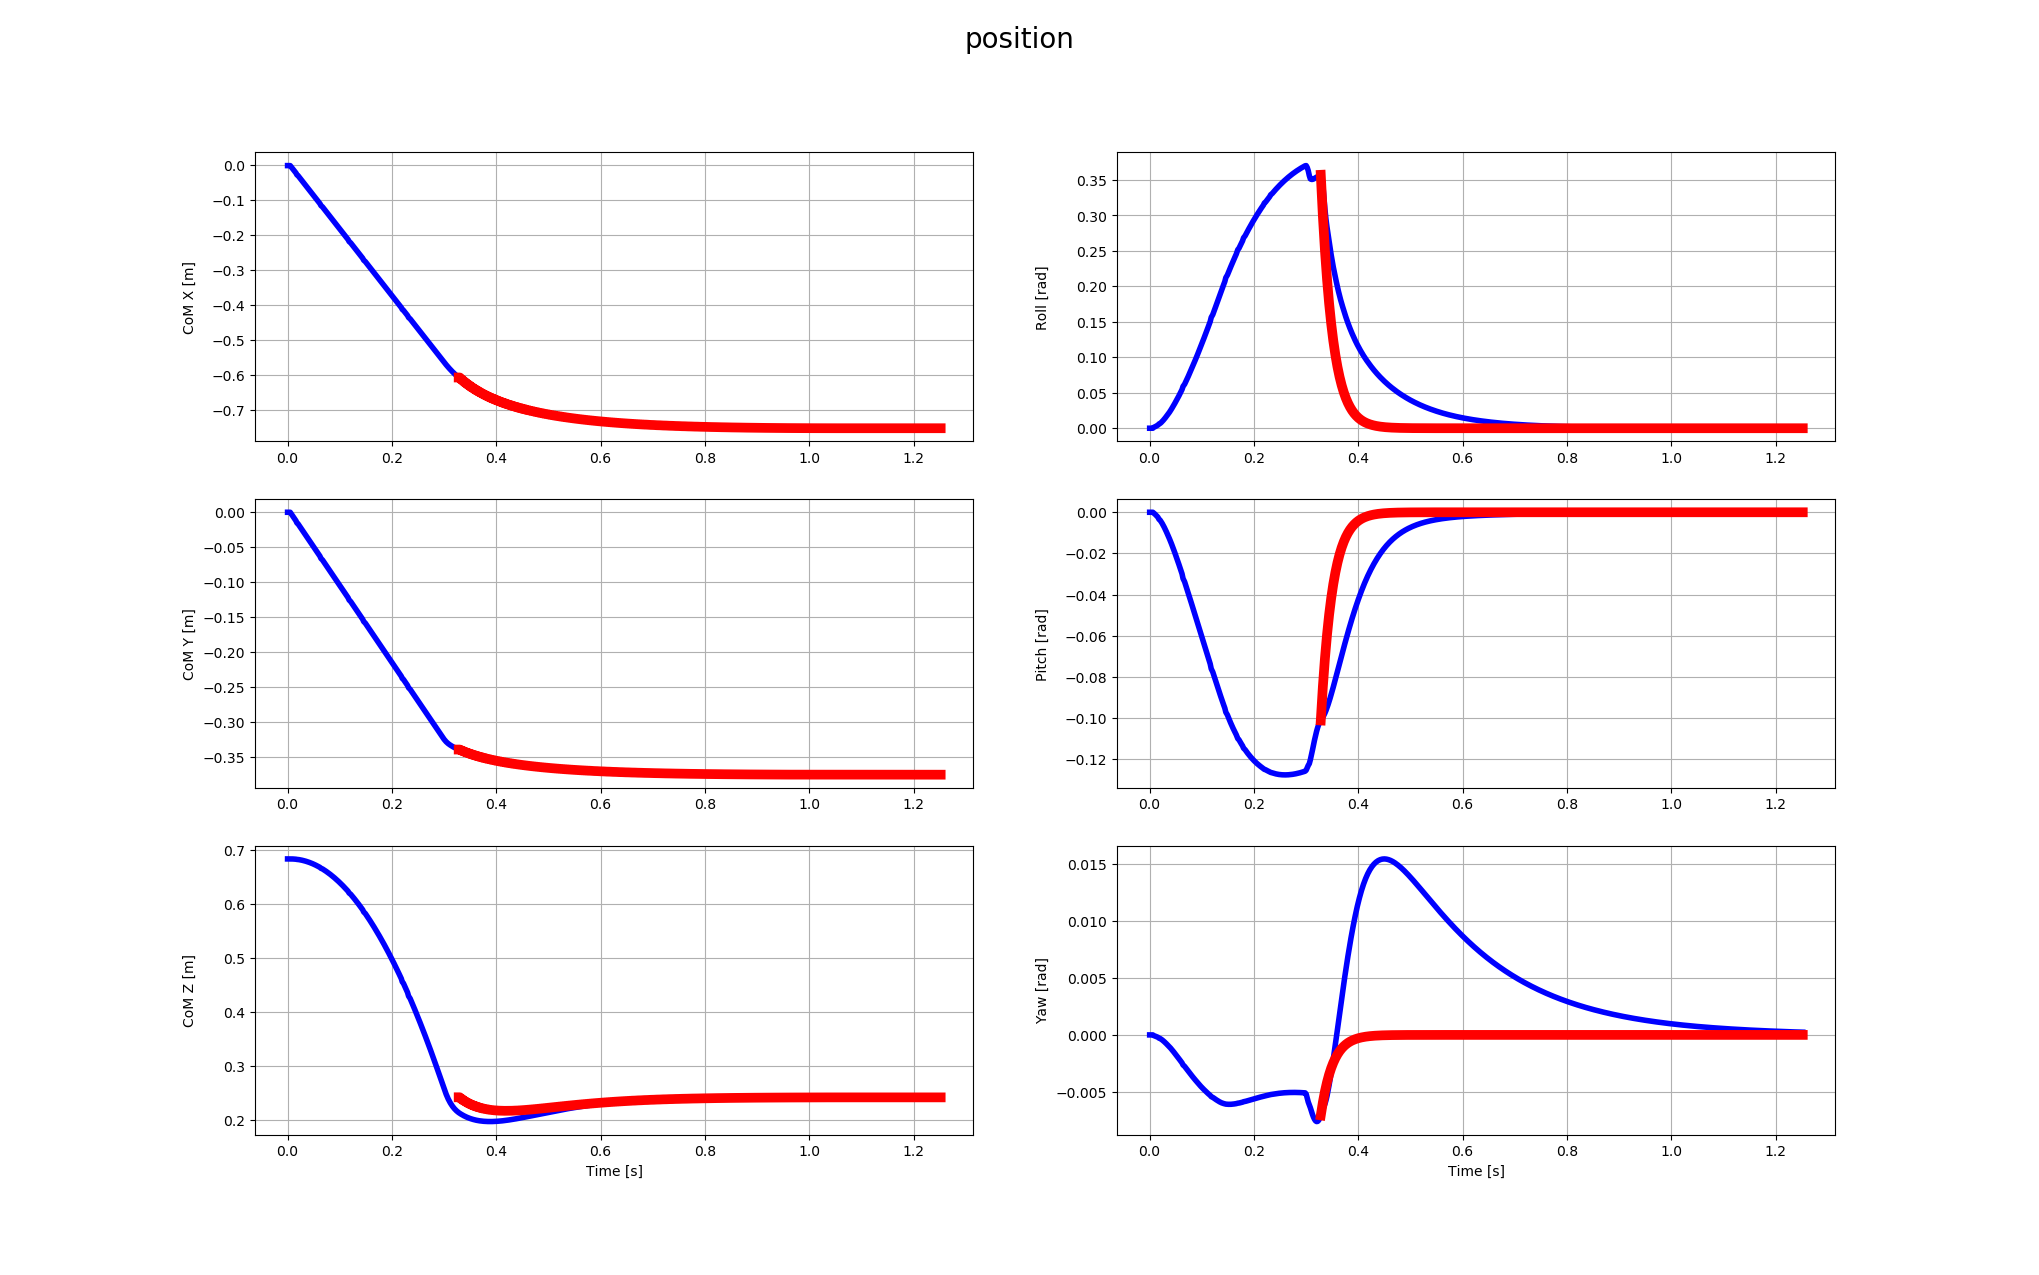 position
CoM X [m]
0.0
−0.1
−0.2
−0.3
−0.4
−0.5
−0.6
−0.7
0.0 0.2 0.4 0.6 0.8 1.0 1.2
Roll [rad]
0.35
0.30
0.25
0.20
0.15
0.10
0.05
0.00
0.0 0.2 0.4 0.6 0.8 1.0 1.2
CoM Y [m]
0.00
−0.05
−0.10
−0.15
−0.20
−0.25
−0.30
−0.35
0.0 0.2 0.4 0.6 0.8 1.0 1.2
Pitch [rad]
0.00
−0.02
−0.04
−0.06
−0.08
−0.10
−0.12
0.0 0.2 0.4 0.6 0.8 1.0 1.2
CoM Z [m]
0.7
0.6
0.5
0.4
0.3
0.2
0.0 0.2 0.4 0.6 0.8 1.0 1.2
Time [s]
Yaw [rad]
0.015
0.010
0.005
0.000
−0.005
0.0 0.2 0.4 0.6 0.8 1.0 1.2
Time [s]